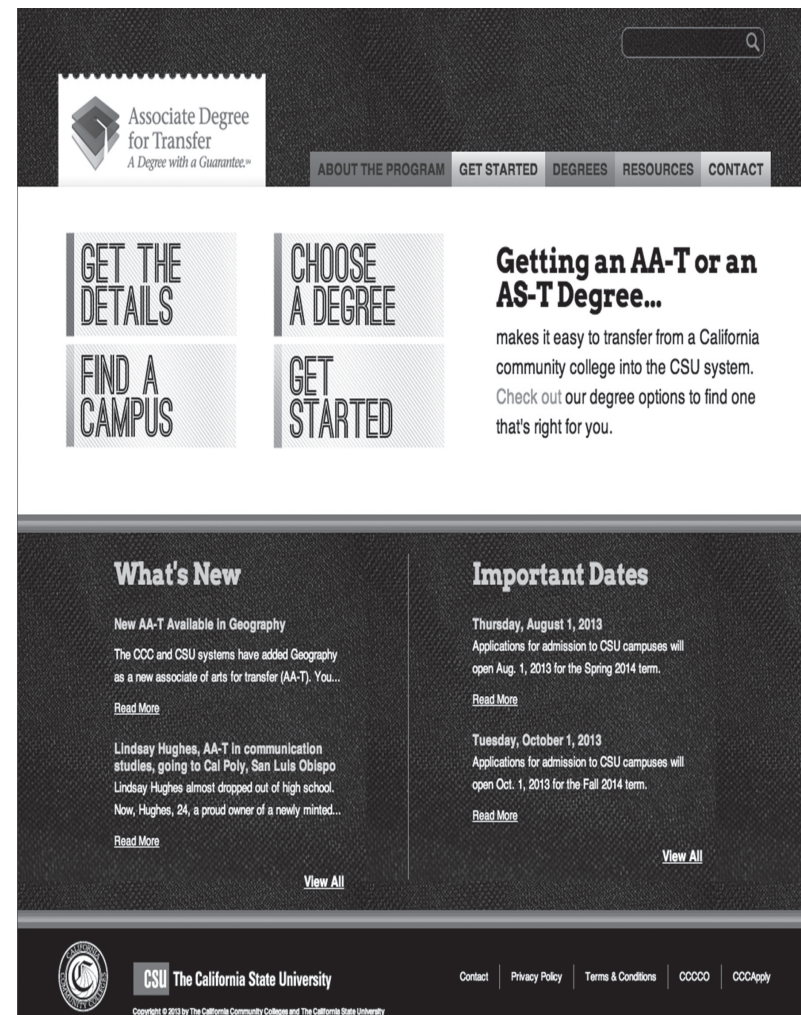 Associate Degree
for Transfer
A Degree with a Guarantee.℠
ABOUT THE PROGRAM
GET STARTED
DEGREES
RESOURCES
CONTACT
GET THE
DETAILS
CHOOSE
A DEGREE
FIND A
CAMPUS
GET
STARTED
Getting an AA-T or an
AS-T Degree...
makes it easy to transfer from a California
community college into the CSU system.
Check out our degree options to find one
that's right for you.
What's New
New AA-T Available in Geography
The CCC and CSU systems have added Geography
as a new associate of arts for transfer (AA-T). You...
Read More
Lindsay Hughes, AA-T in communication
studies, going to Cal Poly, San Luis Obispo
Lindsay Hughes almost dropped out of high school.
Now, Hughes, 24, a proud owner of a newly minted...
Read More
View All
Important Dates
Thursday, August 1, 2013
Applications for admission to CSU campuses will
open Aug. 1, 2013 for the Spring 2014 term.
Read More
Tuesday, October 1, 2013
Applications for admission to CSU campuses will
open Oct. 1, 2013 for the Fall 2014 term.
Read More
View All
CALIFORNIA
COMMUNITY COLLEGES
CSU The California State University
Contact
Privacy Policy
Terms & Conditions
CCCCO
CCCApply
Copyright © 2013 by The California Community Colleges and The California State University